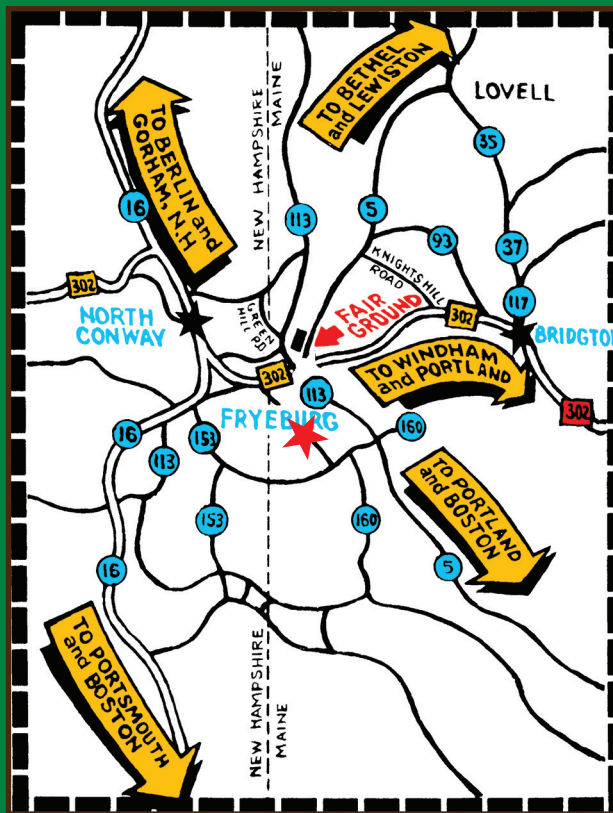 TO BETHEL
and LEWISTON
LOVELL
35
TO BERLIN and
GORHAM, N.H
NEW HAMPSHIRE
MAINE
16
113
5
93
37
KNIGHTS HILL
ROAD
302
117
302
GREEN
HILL
RD
FAIR
GROUND
NORTH
CONWAY
BRIDGTON
302
TO WINDHAM
and PORTLAND
113
302
FRYEBURG
16
153
160
113
TO PORTLAND
and BOSTON
153
160
16
5
TO PORTSMOUTH
and BOSTON
NEW HAMPSHIRE
MAINE